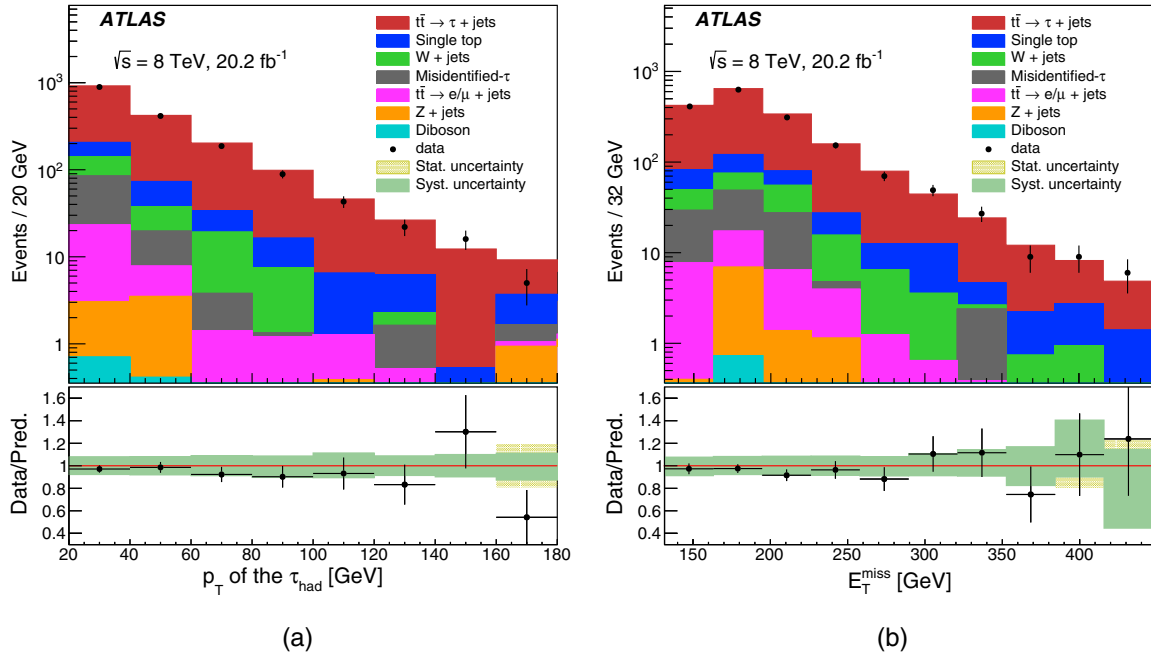 ATLAS
√s = 8 TeV, 20.2 fb⁻¹
tt̄ → τ + jets
Single top
W + jets
Misidentified-τ
tt̄ → e/μ + jets
Z + jets
Diboson
data
Stat. uncertainty
Syst. uncertainty
Events / 20 GeV
10³
10²
10
1
Data/Pred.
1.6
1.4
1.2
1
0.8
0.6
0.4
20 40 60 80 100 120 140 160 180
p_T of the τ_had [GeV]
(a)
ATLAS
√s = 8 TeV, 20.2 fb⁻¹
tt̄ → τ + jets
Single top
W + jets
Misidentified-τ
tt̄ → e/μ + jets
Z + jets
Diboson
data
Stat. uncertainty
Syst. uncertainty
Events / 32 GeV
10³
10²
10
1
Data/Pred.
1.6
1.4
1.2
1
0.8
0.6
0.4
150 200 250 300 350 400
E_T^miss [GeV]
(b)